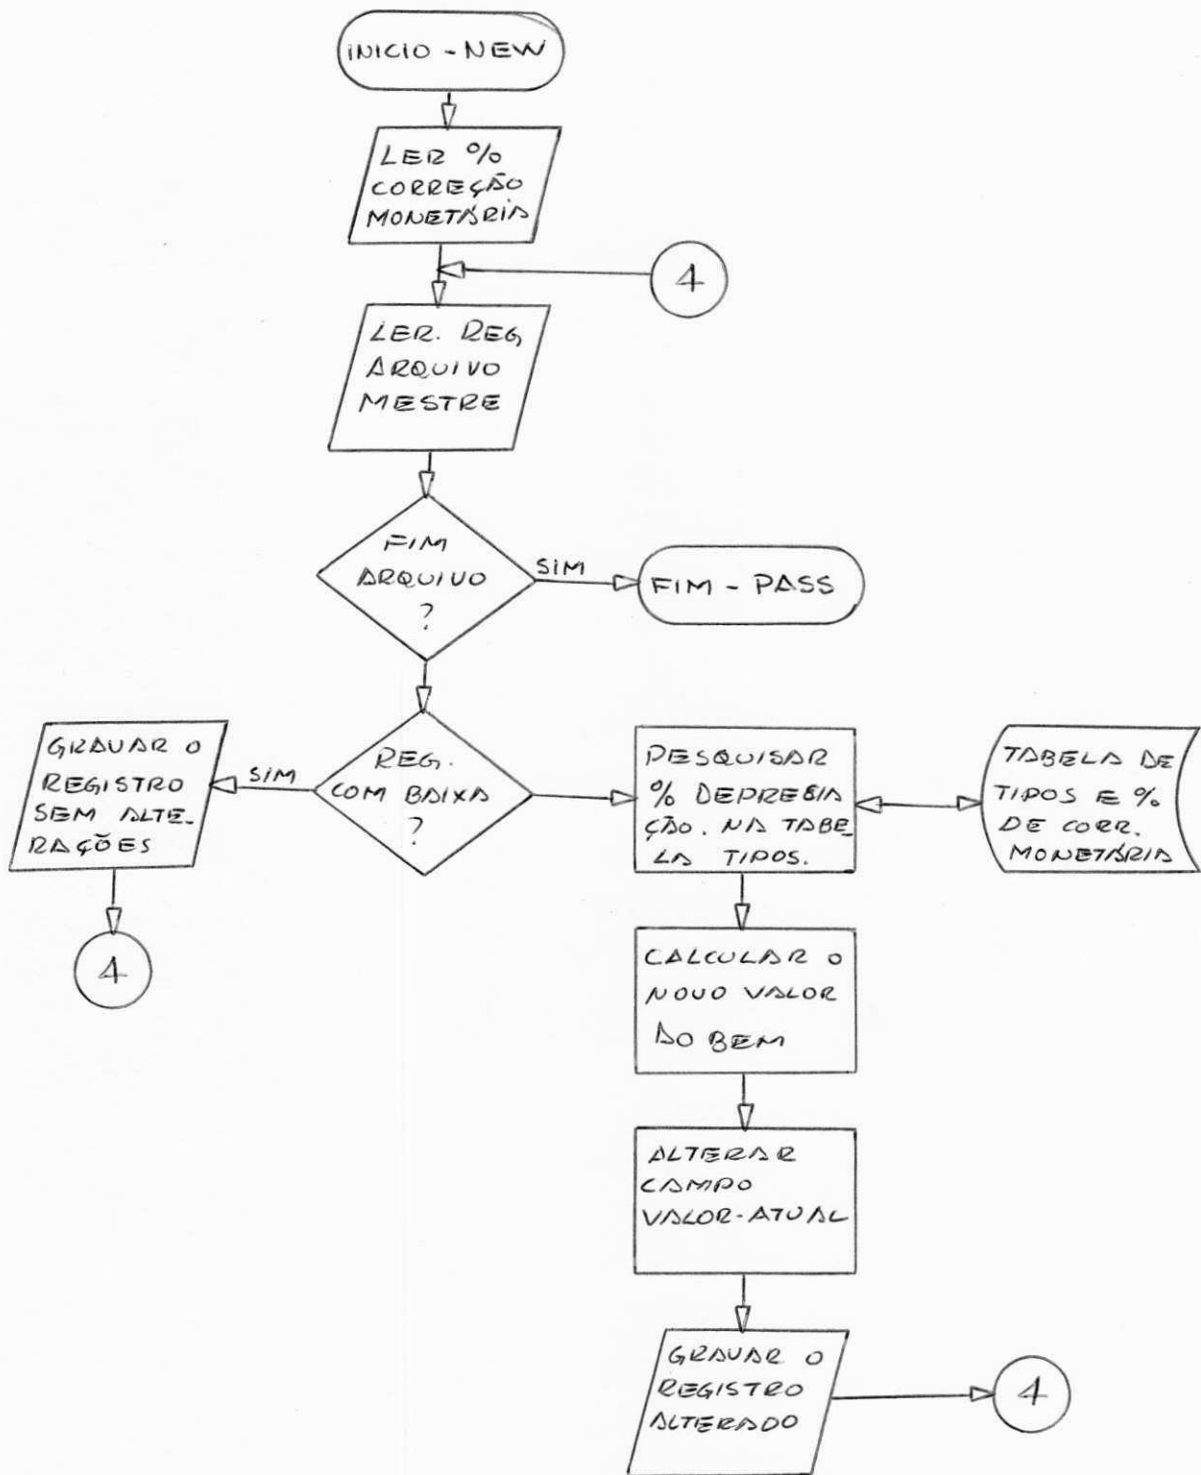 INICIO - NEW
LER %
CORREÇÃO
MONETÁRIA
4
LER. REG,
ARQUIVO
MESTRE
FIM
ARQUIVO
?
SIM
FIM - PASS
REG.
COM BAIXA
?
SIM
GRAVAR O
REGISTRO
SEM ALTE-
RAÇÕES
4
PESQUISAR
% DEPRESIA
ÇÃO. NA TABE-
LA TIPOS.
TABELA DE
TIPOS E %
DE CORR.
MONETÁRIA
CALCULAR O
NOVO VALOR
DO BEM
ALTERAR
CAMPO
VALOR-ATUAL
GRAVAR O
REGISTRO
ALTERADO
4